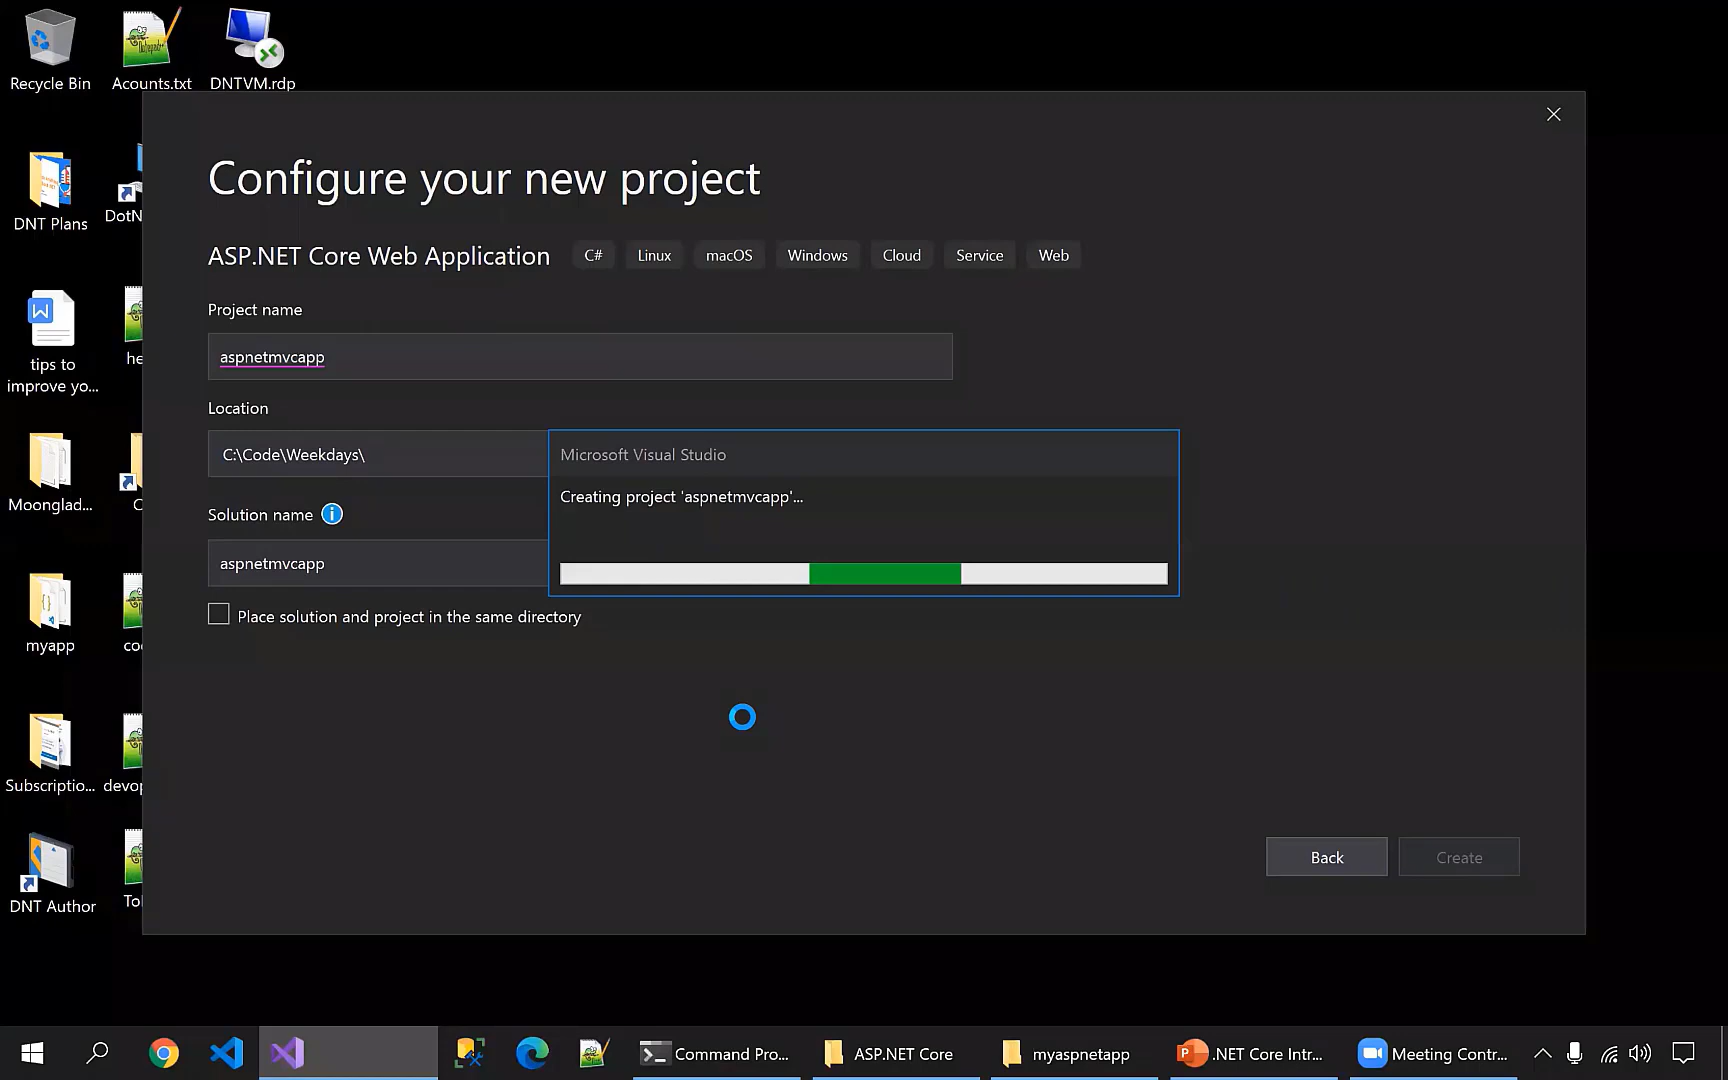 Recycle Bin
Acounts.txt
DNTVM.rdp
DNT Plans
DotN
tips to
improve yo...
he
Moonglad...
C
myapp
coo
Subscriptio...
devop
DNT Author
Tol
Configure your new project
ASP.NET Core Web Application
C#
Linux
macOS
Windows
Cloud
Service
Web
Project name
aspnetmvcapp
Location
C:\Code\Weekdays\
Solution name
aspnetmvcapp
Place solution and project in the same directory
Microsoft Visual Studio
Creating project 'aspnetmvcapp'...
Back
Create
Command Pro...
ASP.NET Core
myaspnetapp
.NET Core Intr...
Meeting Contr...